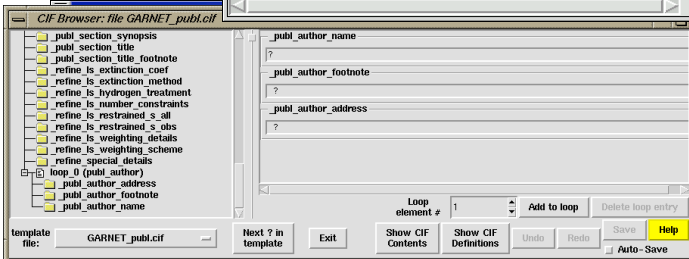 CIF Browser: file GARNET_publ.cif
_publ_section_synopsis
_publ_section_title
_publ_section_title_footnote
_refine_ls_extinction_coef
_refine_ls_extinction_method
_refine_ls_hydrogen_treatment
_refine_ls_number_constraints
_refine_ls_restrained_s_all
_refine_ls_restrained_s_obs
_refine_ls_weighting_details
_refine_ls_weighting_scheme
_refine_special_details
loop_0 (publ_author)
_publ_author_address
_publ_author_footnote
_publ_author_name
_publ_author_name
?
_publ_author_footnote
?
_publ_author_address
?
Loop element # 1 Add to loop Delete loop entry
template file: GARNET_publ.cif
Next ? in template
Exit
Show CIF Contents
Show CIF Definitions
Undo
Redo
Save
Help
Auto-Save